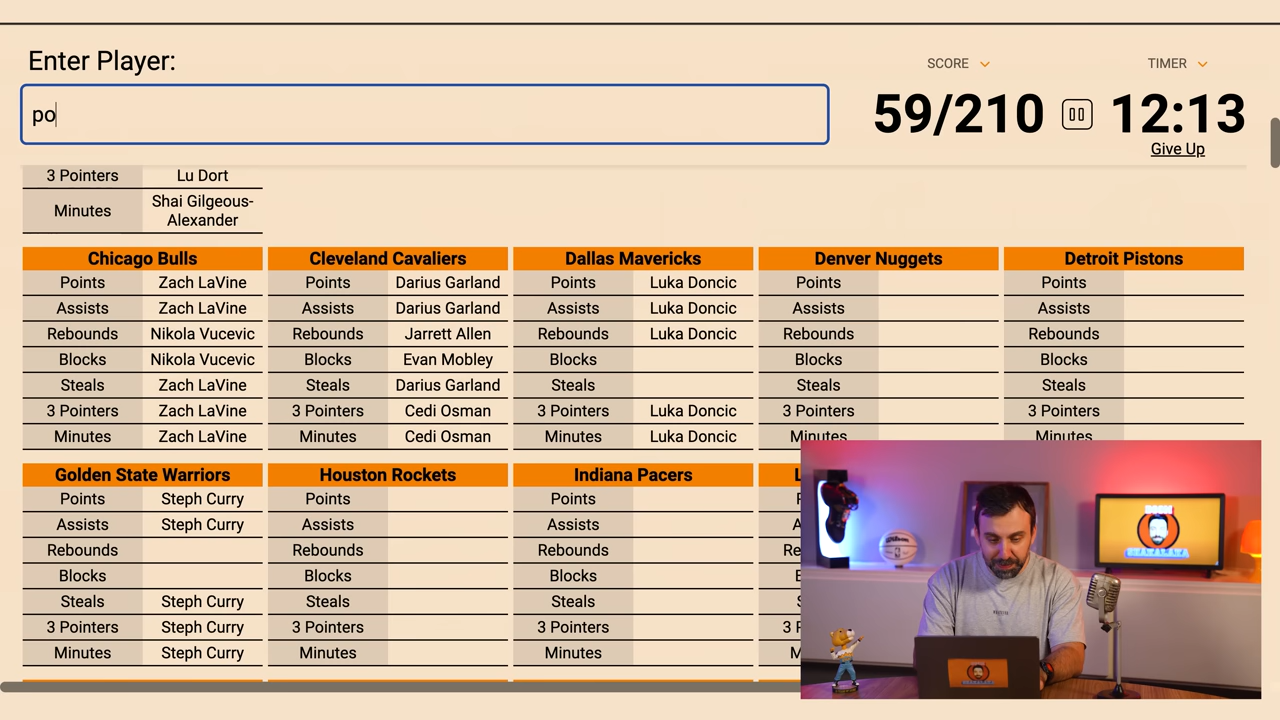 Enter Player:
SCORE
TIMER
po
59/210
12:13
Give Up
3 Pointers Lu Dort
Minutes Shai Gilgeous-
Alexander
Chicago Bulls Cleveland Cavaliers Dallas Mavericks Denver Nuggets Detroit Pistons
Points Zach LaVine Points Darius Garland Points Luka Doncic Points Points
Assists Zach LaVine Assists Darius Garland Assists Luka Doncic Assists Assists
Rebounds Nikola Vucevic Rebounds Jarrett Allen Rebounds Luka Doncic Rebounds Rebounds
Blocks Nikola Vucevic Blocks Evan Mobley Blocks Blocks Blocks
Steals Zach LaVine Steals Darius Garland Steals Steals Steals
3 Pointers Zach LaVine 3 Pointers Cedi Osman 3 Pointers Luka Doncic 3 Pointers 3 Pointers
Minutes Zach LaVine Minutes Cedi Osman Minutes Luka Doncic Minutes Minutes
Golden State Warriors Houston Rockets Indiana Pacers
Points Steph Curry Points Points
Assists Steph Curry Assists Assists
Rebounds Rebounds Rebounds
Blocks Blocks Blocks
Steals Steph Curry Steals Steals
3 Pointers Steph Curry 3 Pointers 3 Pointers
Minutes Steph Curry Minutes Minutes
Wilson